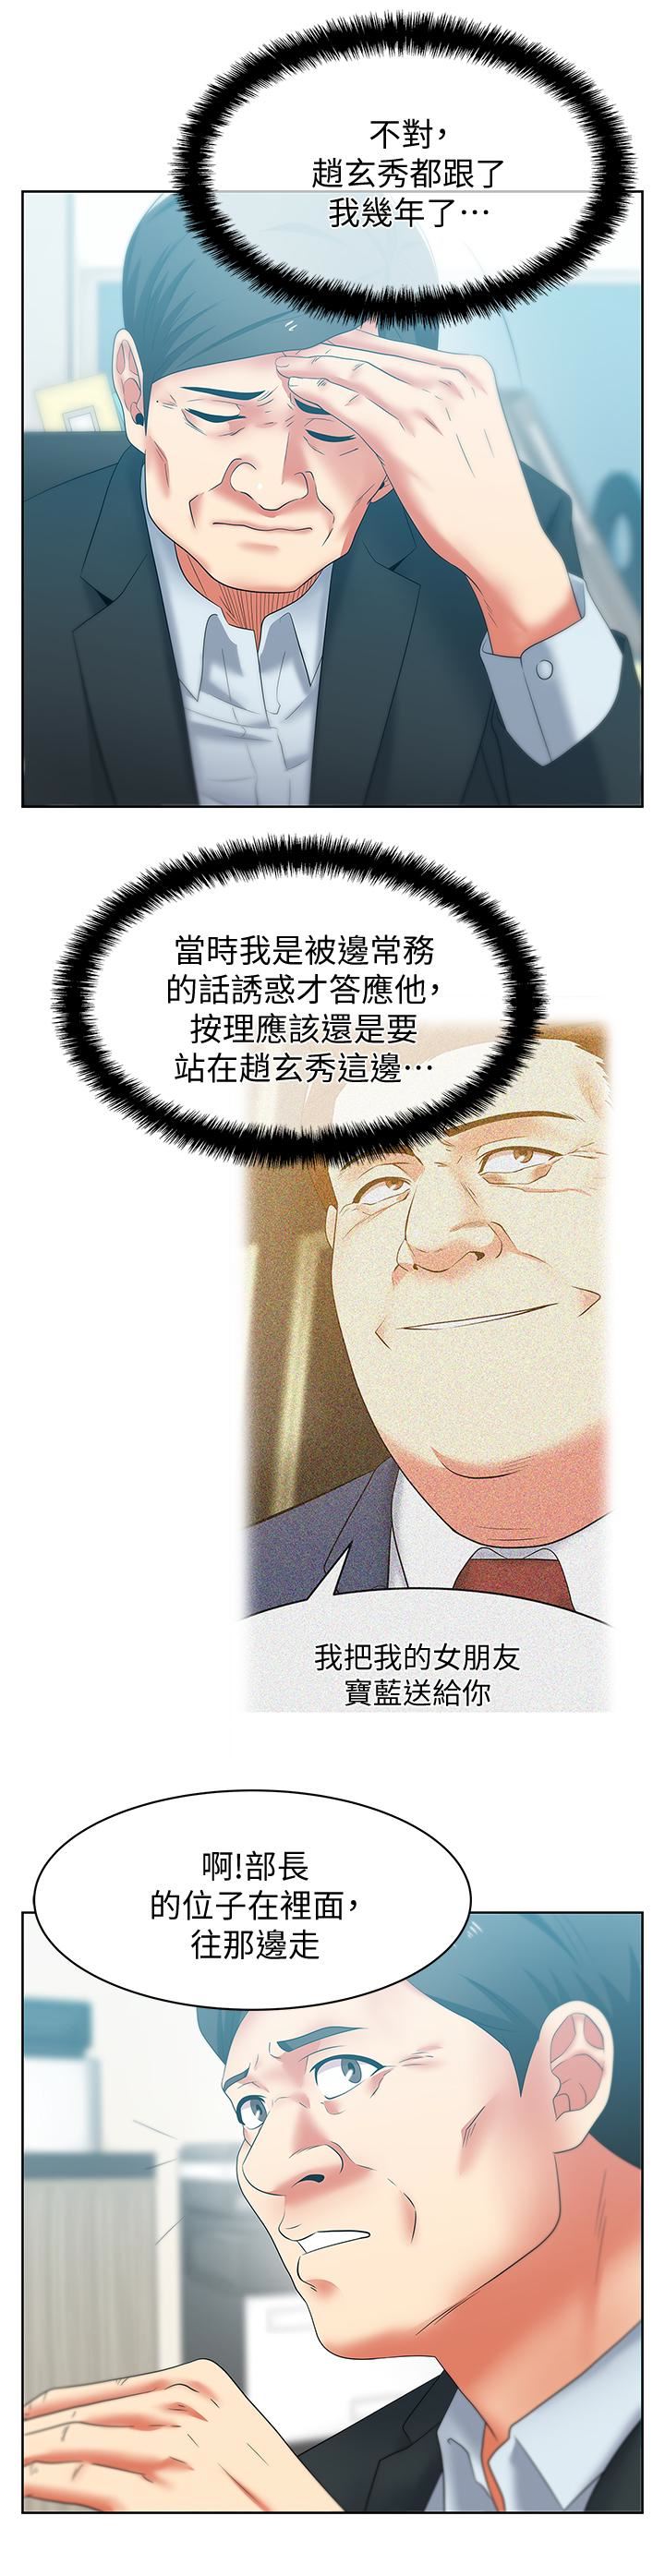 不對，
趙玄秀都跟了
我幾年了…
當時我是被邊常務
的話誘惑才答應他，
按理應該還是要
站在趙玄秀這邊…
我把我的女朋友
寶藍送給你
啊!部長
的位子在裡面，
往那邊走